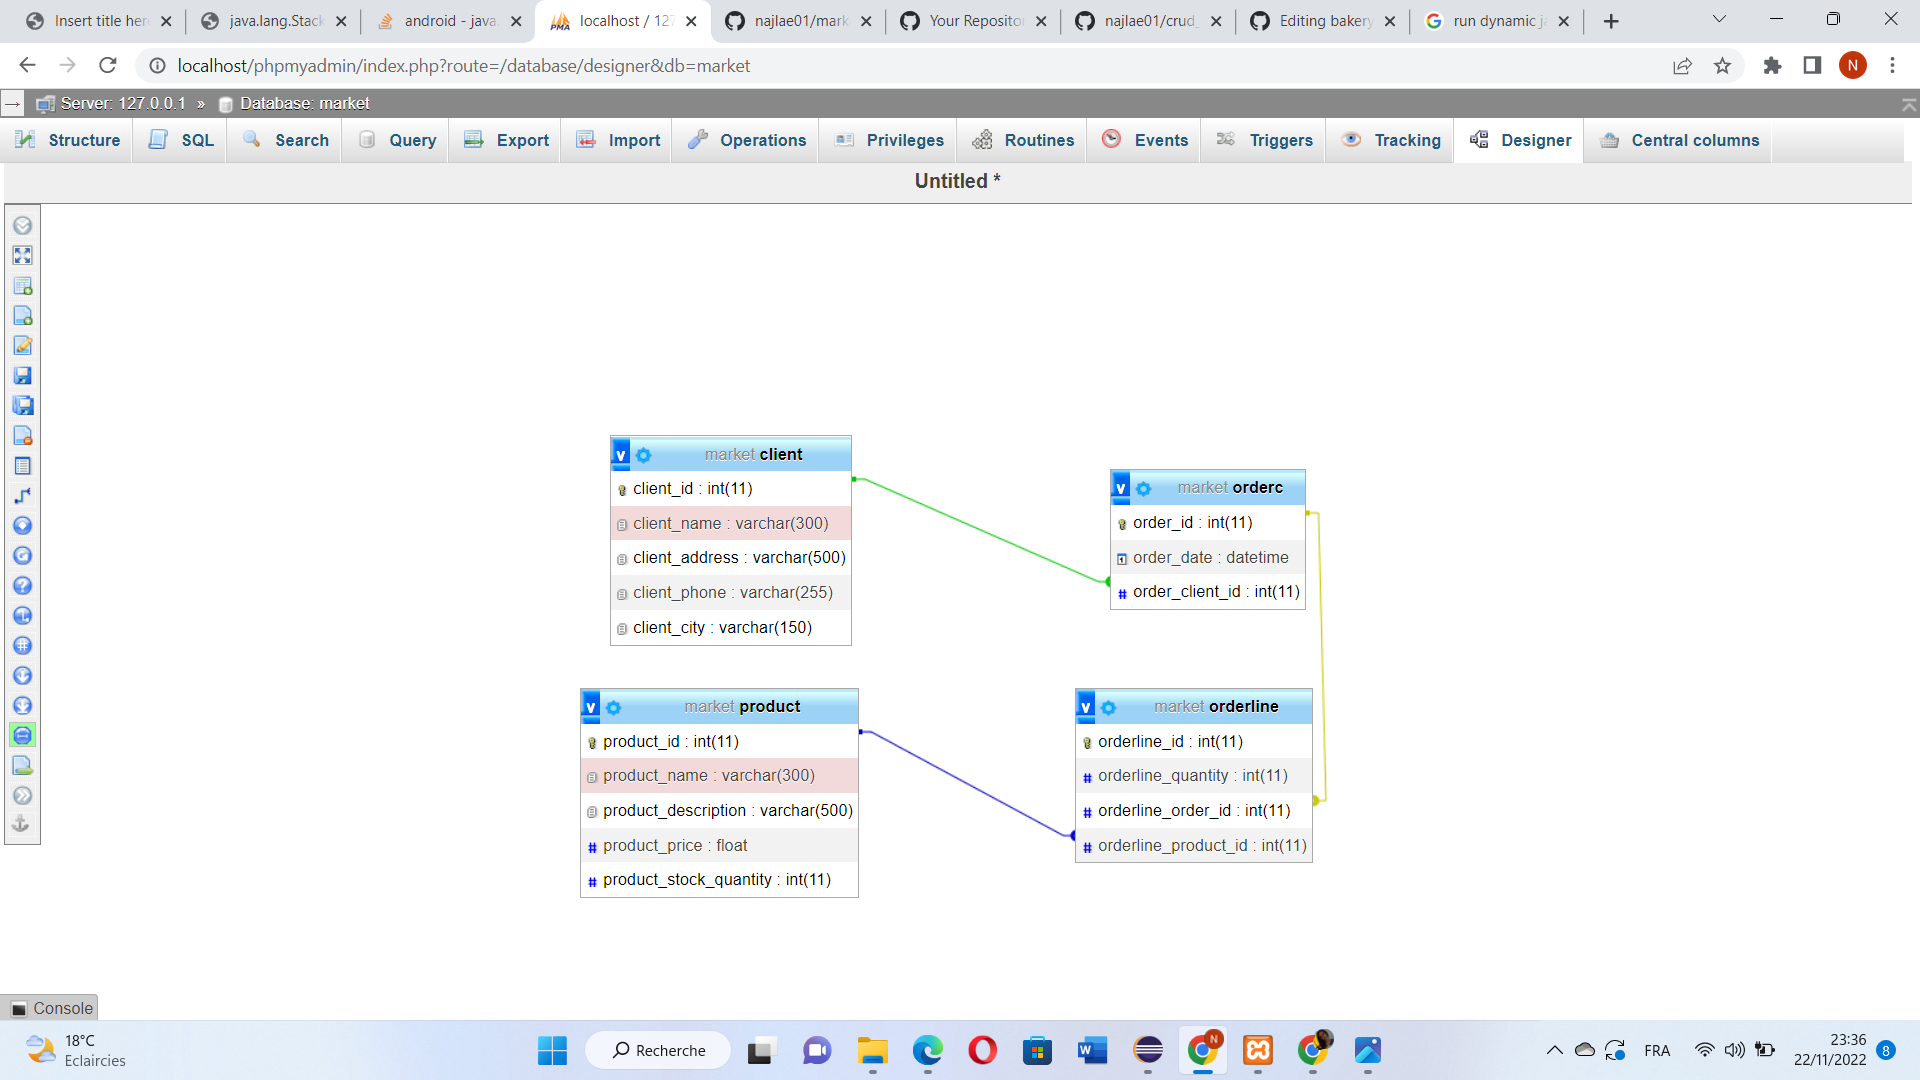 Insert title here
java.lang.Stack
android - java.
localhost / 127
najlae01/mark
Your Repositor
najlae01/crud_
Editing bakery
run dynamic ja
localhost/phpmyadmin/index.php?route=/database/designer&db=market
N
Server: 127.0.0.1 » Database: market
Structure
SQL
Search
Query
Export
Import
Operations
Privileges
Routines
Events
Triggers
Tracking
Designer
Central columns
Untitled *
v market client
client_id : int(11)
client_name : varchar(300)
client_address : varchar(500)
client_phone : varchar(255)
client_city : varchar(150)
v market orderc
order_id : int(11)
order_date : datetime
# order_client_id : int(11)
v market product
product_id : int(11)
product_name : varchar(300)
product_description : varchar(500)
# product_price : float
# product_stock_quantity : int(11)
v market orderline
orderline_id : int(11)
# orderline_quantity : int(11)
# orderline_order_id : int(11)
# orderline_product_id : int(11)
Console
18°C
Eclaircies
Recherche
FRA
23:36
22/11/2022
8